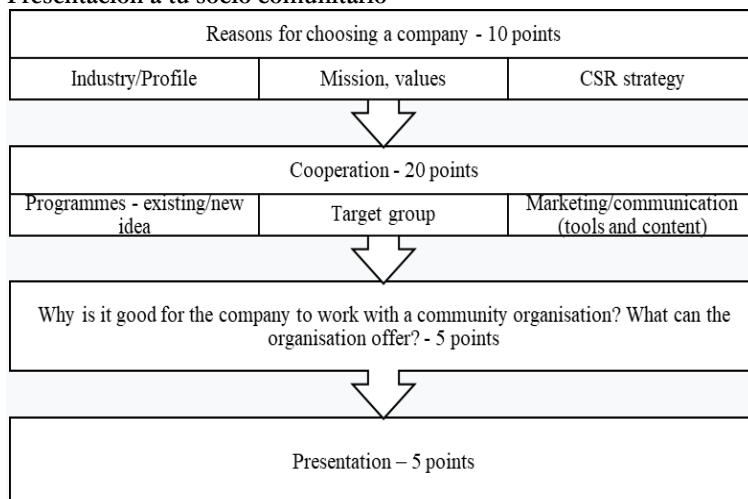 Presentación a tu socio comunitario
Reasons for choosing a company - 10 points
Industry/Profile
Mission, values
CSR strategy
Cooperation - 20 points
Programmes - existing/new
idea
Target group
Marketing/communication
(tools and content)
Why is it good for the company to work with a community organisation? What can the
organisation offer? - 5 points
Presentation – 5 points